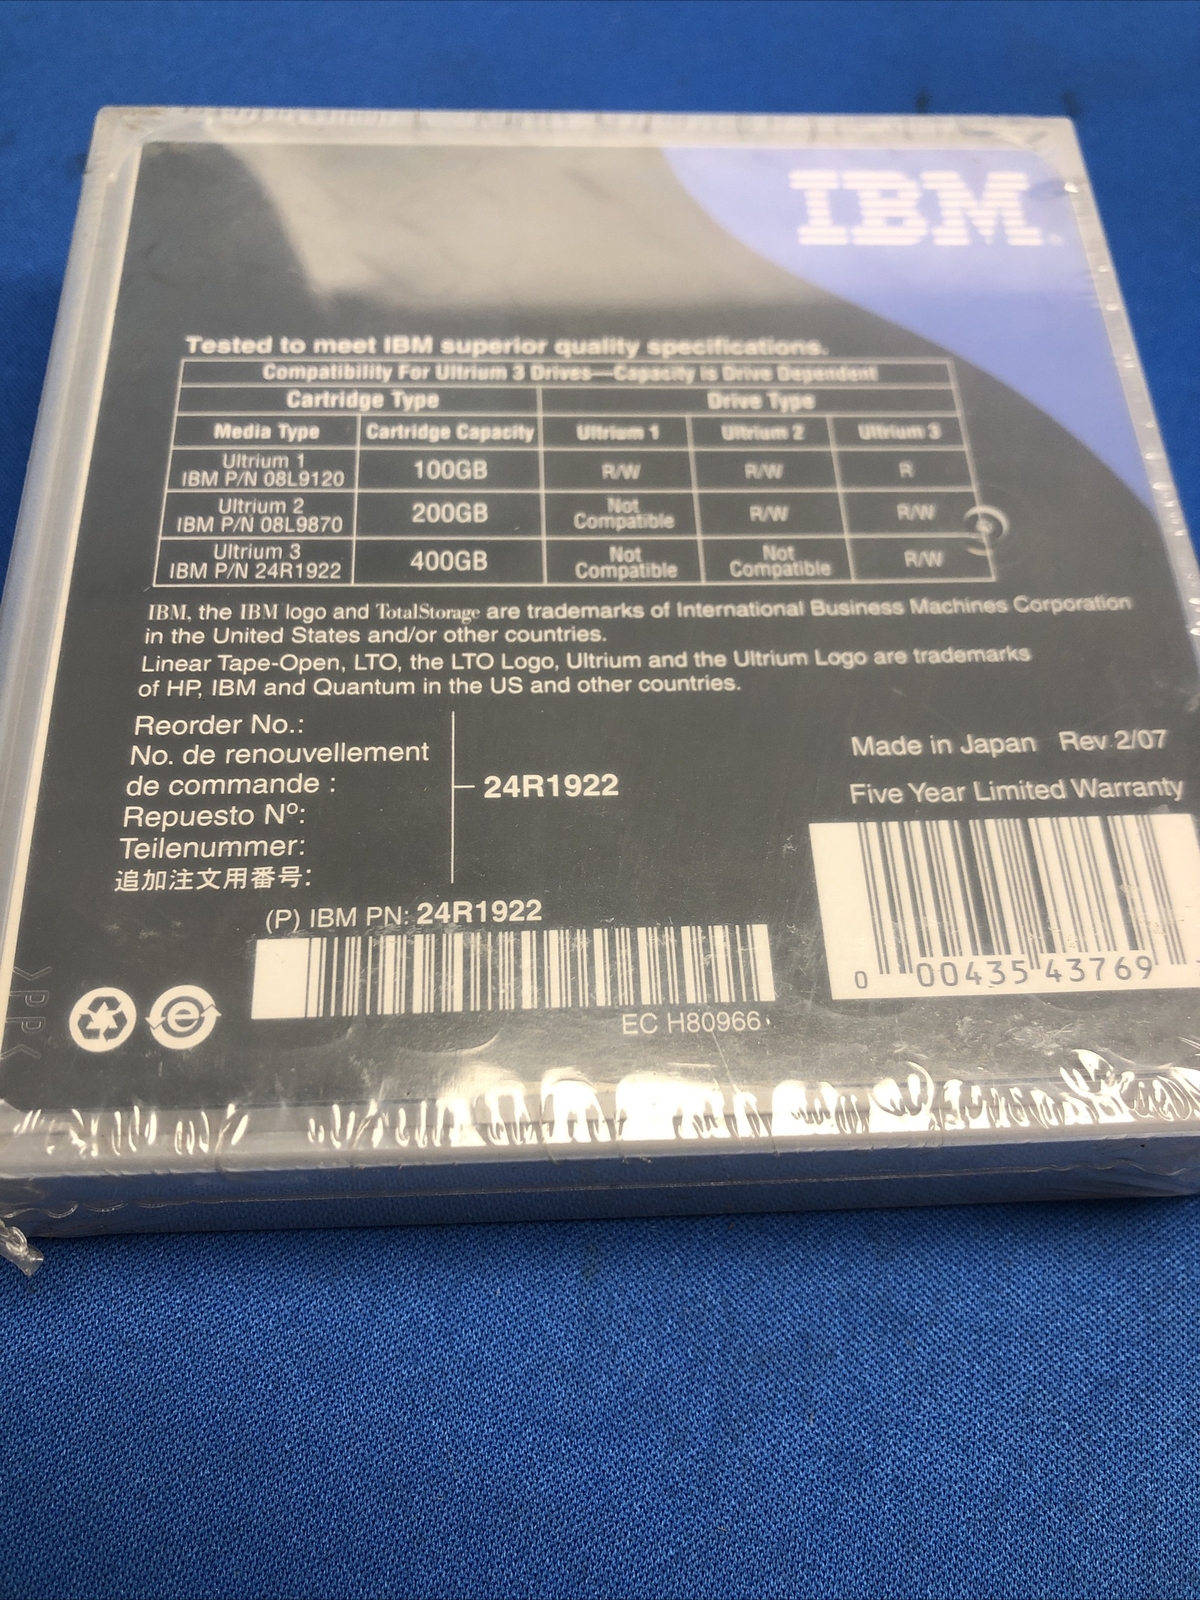 IBM
Tested to meet IBM superior quality specifications.
Compatibility For Ultrium 3 Drives—Capacity is Drive Dependent
Cartridge Type Drive Type
Media Type Cartridge Capacity Ultrium 1 Ultrium 2 Ultrium 3
Ultrium 1
IBM P/N 08L9120 100GB R/W R/W R
Ultrium 2
IBM P/N 08L9870 200GB Not Compatible R/W R/W
Ultrium 3
IBM P/N 24R1922 400GB Not Compatible Not Compatible R/W
IBM, the IBM logo and TotalStorage are trademarks of International Business Machines Corporation
in the United States and/or other countries.
Linear Tape-Open, LTO, the LTO Logo, Ultrium and the Ultrium Logo are trademarks
of HP, IBM and Quantum in the US and other countries.
Reorder No.:
No. de renouvellement
de commande :
Repuesto Nº:
Teilenummer:
追加注文用番号:
24R1922
Made in Japan Rev 2/07
Five Year Limited Warranty
(P) IBM PN: 24R1922
EC H80966
0 00435 43769